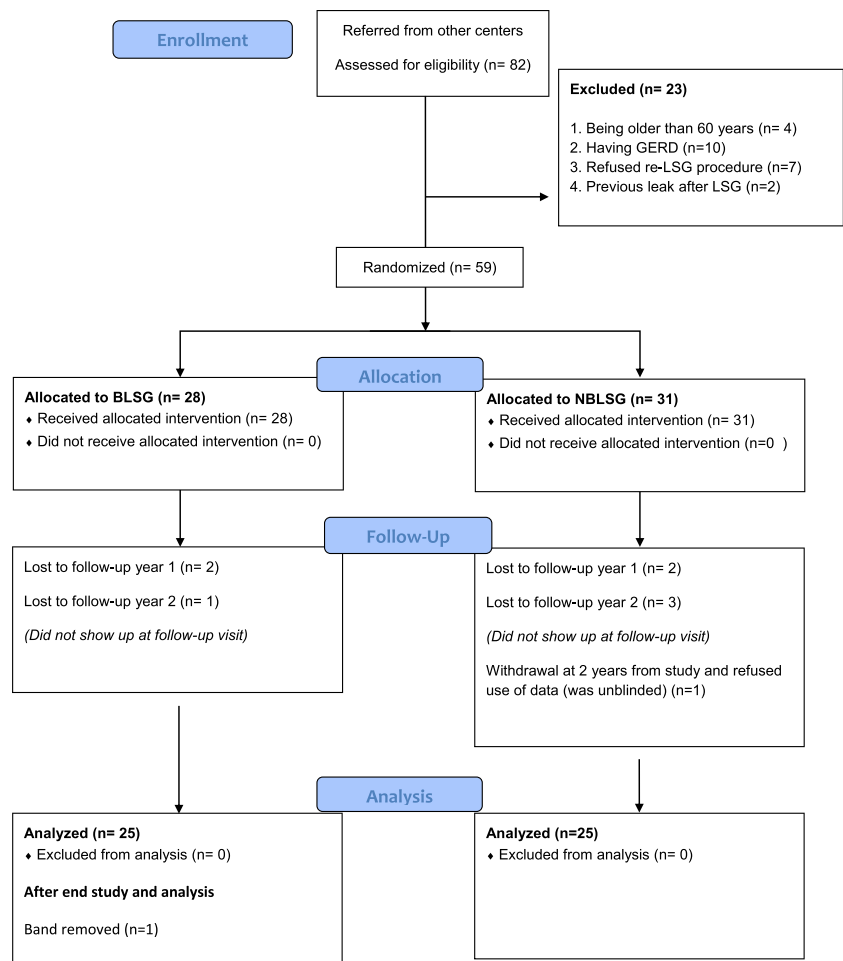 Enrollment
Referred from other centers
Assessed for eligibility (n= 82)
Excluded (n= 23)
1. Being older than 60 years (n= 4)
2. Having GERD (n=10)
3. Refused re-LSG procedure (n=7)
4. Previous leak after LSG (n=2)
Randomized (n= 59)
Allocation
Allocated to BLSG (n= 28)
♦ Received allocated intervention (n= 28)
♦ Did not receive allocated intervention (n= 0)
Allocated to NBLSG (n= 31)
♦ Received allocated intervention (n= 31)
♦ Did not receive allocated intervention (n=0  )
Follow-Up
Lost to follow-up year 1 (n= 2)
Lost to follow-up year 2 (n= 1)
(Did not show up at follow-up visit)
Lost to follow-up year 1 (n= 2)
Lost to follow-up year 2 (n= 3)
(Did not show up at follow-up visit)
Withdrawal at 2 years from study and refused
use of data (was unblinded) (n=1)
Analysis
Analyzed (n= 25)
♦ Excluded from analysis (n= 0)
After end study and analysis
Band removed (n=1)
Analyzed (n=25)
♦ Excluded from analysis (n= 0)